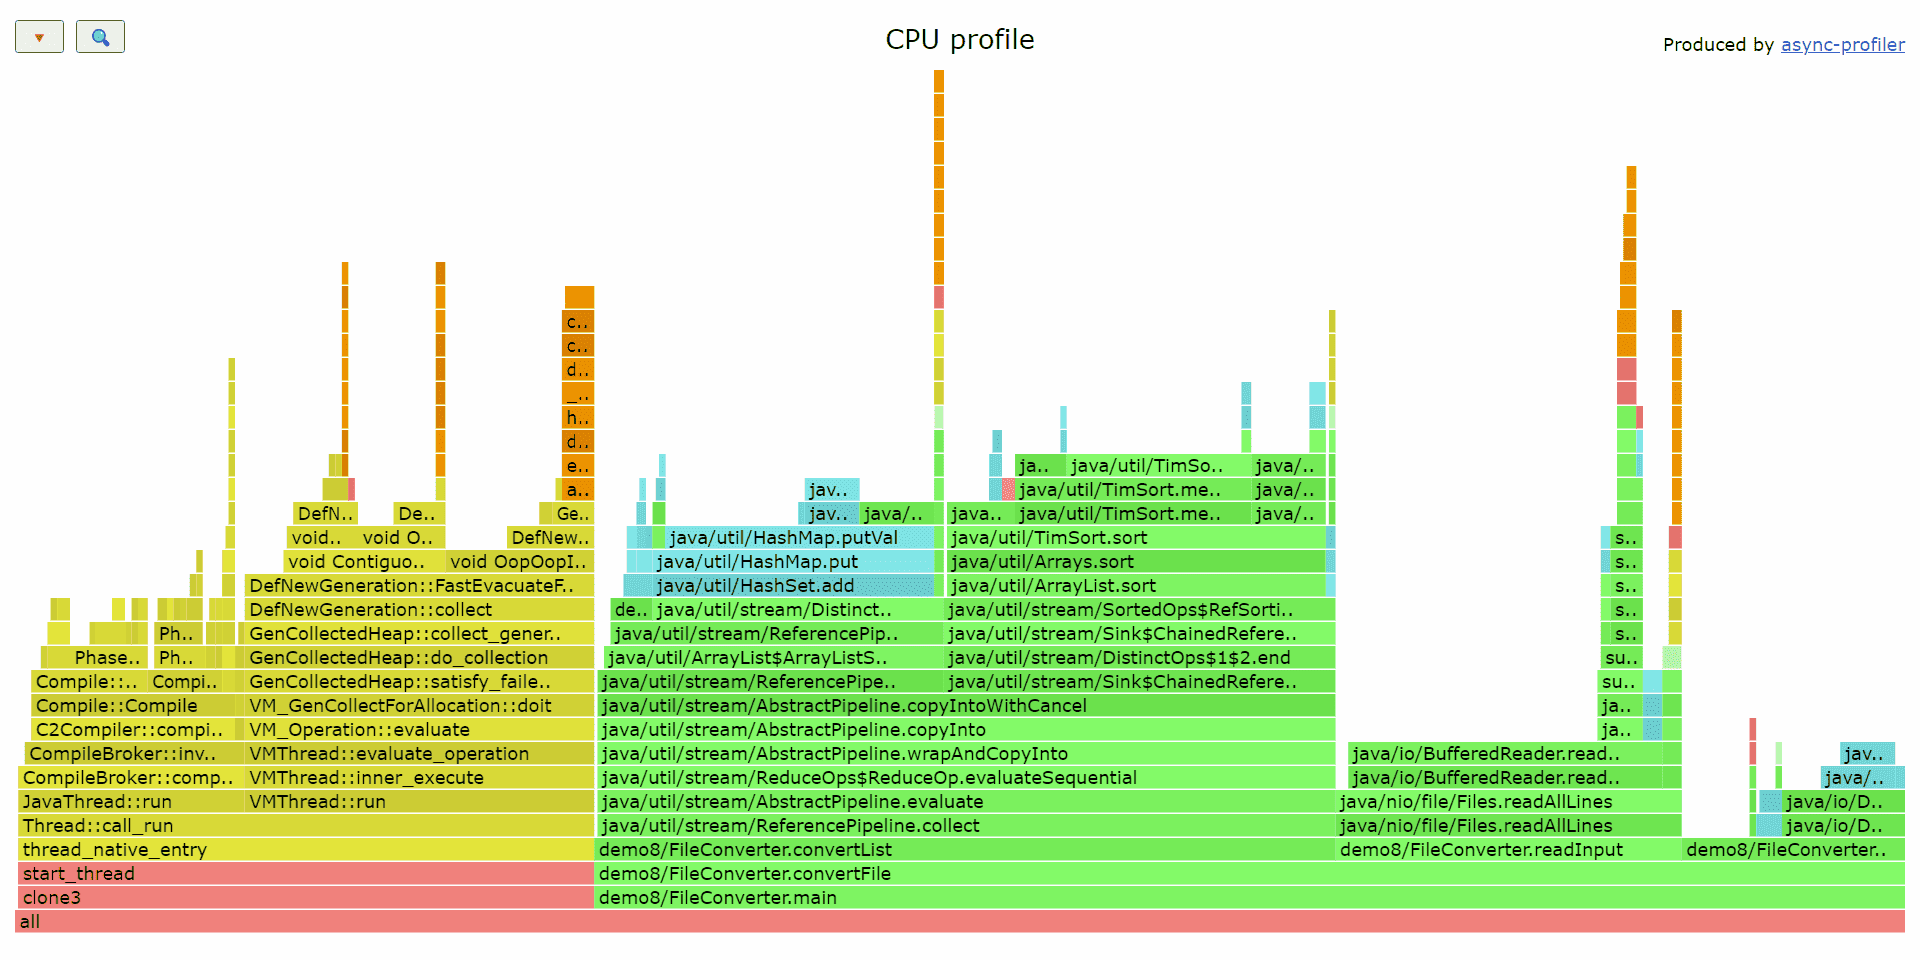 CPU profile
Produced by async-profiler
c..
c..
d..
_..
h..
d..
e.. ja.. java/util/TimSo.. java/..
a.. jav.. java/util/TimSort.me.. java/..
DefN.. De.. Ge.. jav.. java/.. java.. java/util/TimSort.me.. java/..
void.. void O.. DefNew.. java/util/HashMap.putVal java/util/TimSort.sort s..
void Contiguo.. void OopOopI.. java/util/HashMap.put java/util/Arrays.sort s..
DefNewGeneration::FastEvacuateF.. java/util/HashSet.add java/util/ArrayList.sort s..
DefNewGeneration::collect de.. java/util/stream/Distinct.. java/util/stream/SortedOps$RefSorti.. s..
Ph.. GenCollectedHeap::collect_gener.. java/util/stream/ReferencePip.. java/util/stream/Sink$ChainedRefere.. s..
Phase.. Ph.. GenCollectedHeap::do_collection java/util/ArrayList$ArrayListS.. java/util/stream/DistinctOps$1$2.end su..
Compile::.. Compi.. GenCollectedHeap::satisfy_faile.. java/util/stream/ReferencePipe.. java/util/stream/Sink$ChainedRefere.. su..
Compile::Compile VM_GenCollectForAllocation::doit java/util/stream/AbstractPipeline.copyIntoWithCancel ja..
C2Compiler::compi.. VM_Operation::evaluate java/util/stream/AbstractPipeline.copyInto ja..
CompileBroker::inv.. VMThread::evaluate_operation java/util/stream/AbstractPipeline.wrapAndCopyInto java/io/BufferedReader.read.. jav..
CompileBroker::comp.. VMThread::inner_execute java/util/stream/ReduceOps$ReduceOp.evaluateSequential java/io/BufferedReader.read.. java/..
JavaThread::run VMThread::run java/util/stream/AbstractPipeline.evaluate java/nio/file/Files.readAllLines java/io/D..
Thread::call_run java/util/stream/ReferencePipeline.collect java/nio/file/Files.readAllLines java/io/D..
thread_native_entry demo8/FileConverter.convertList demo8/FileConverter.readInput demo8/FileConverter..
start_thread demo8/FileConverter.convertFile
clone3 demo8/FileConverter.main
all